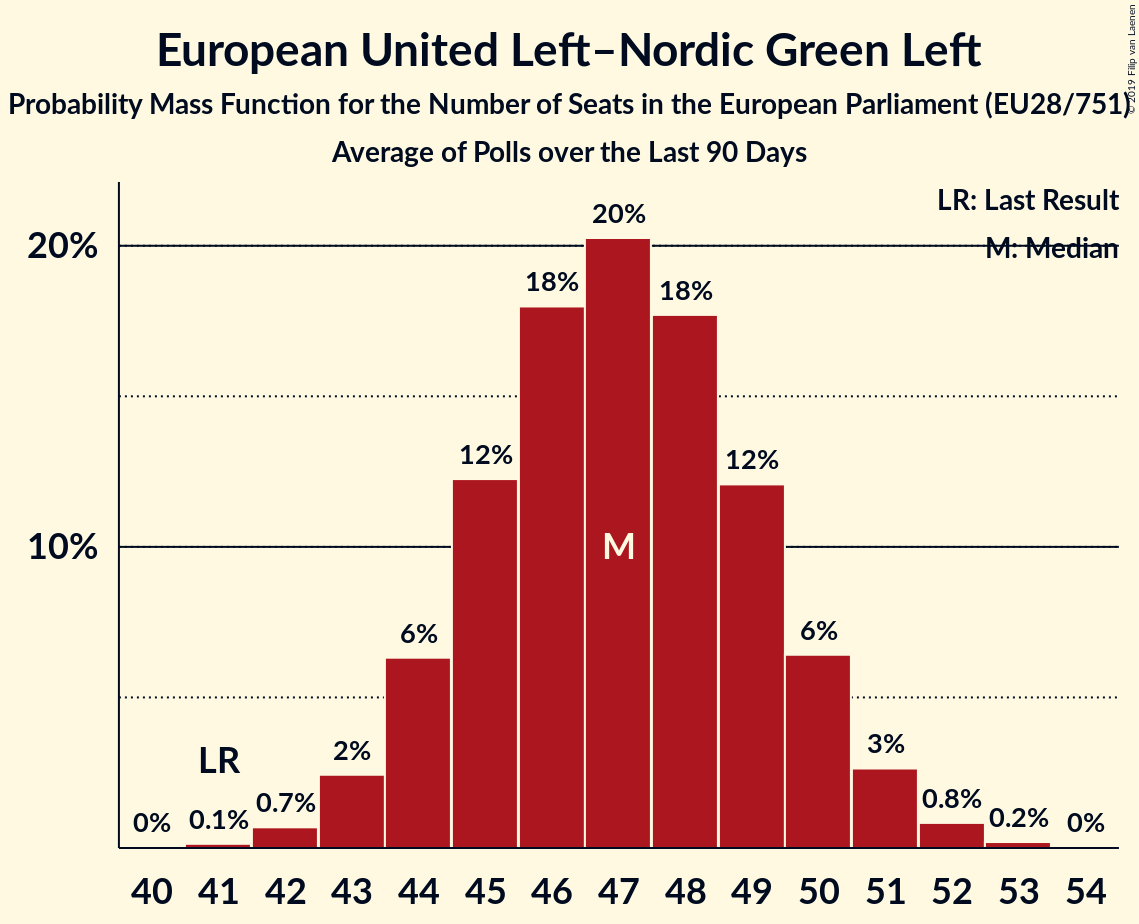 European United Left–Nordic Green Left
Probability Mass Function for the Number of Seats in the European Parliament (EU28/751)
Average of Polls over the Last 90 Days
© 2019 Filip van Laenen
LR: Last Result
M: Median
20%
10%
0%
0.1%
0.7%
2%
6%
12%
18%
20%
18%
12%
6%
3%
0.8%
0.2%
0%
LR
M
40 41 42 43 44 45 46 47 48 49 50 51 52 53 54